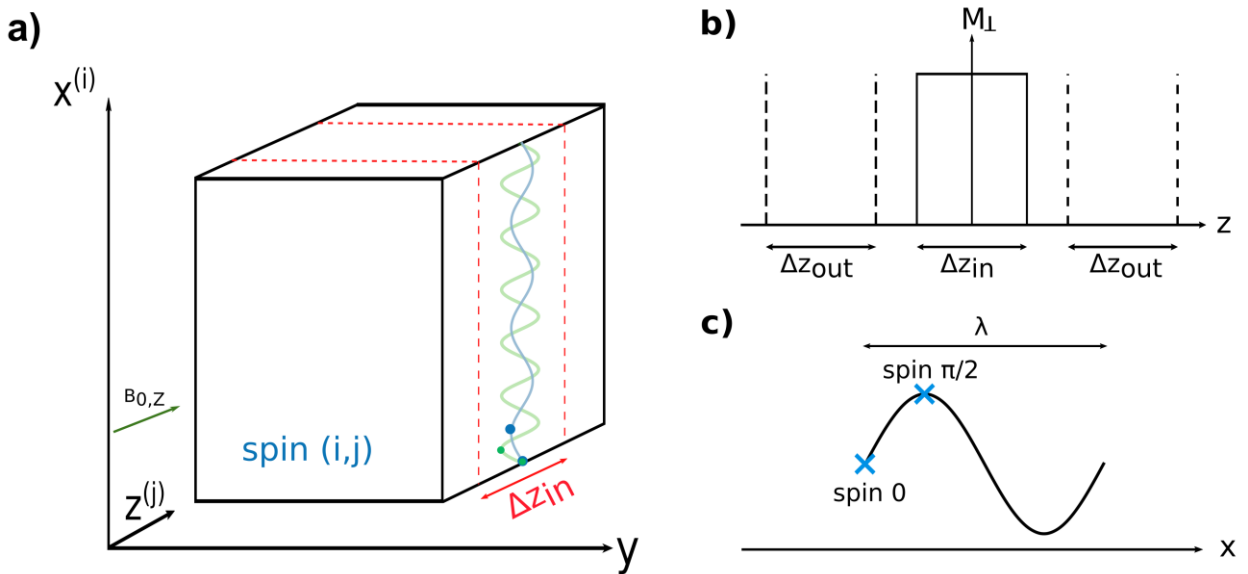 a)
X(i)
B0,Z
spin (i,j)
Z(j)
Δzin
y
b)
M⊥
z
Δzout
Δzin
Δzout
c)
λ
spin π/2
spin 0
x